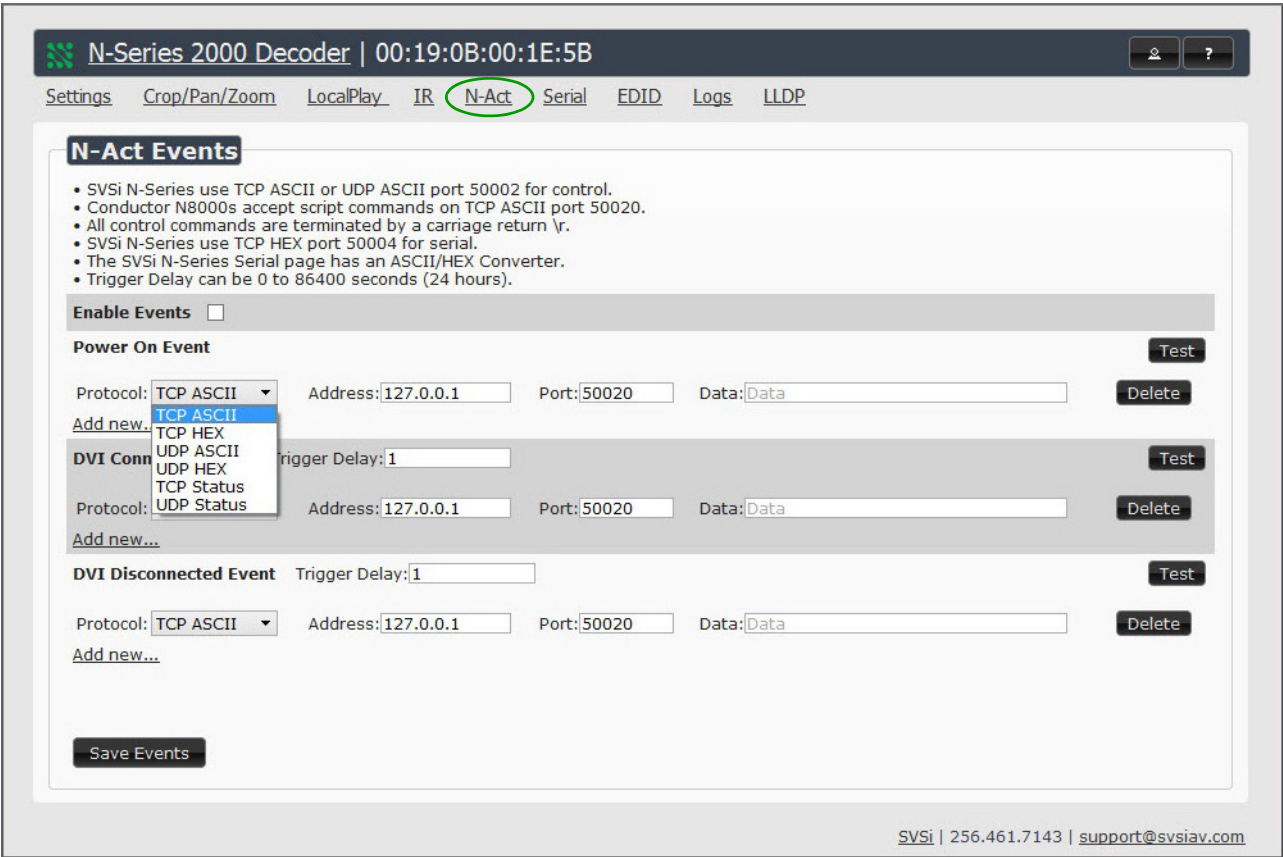 N-Series 2000 Decoder | 00:19:0B:00:1E:5B ?
Settings Crop/Pan/Zoom LocalPlay IR N-Act Serial EDID Logs LLDP
N-Act Events
• SVSi N-Series use TCP ASCII or UDP ASCII port 50002 for control.
• Conductor N8000s accept script commands on TCP ASCII port 50020.
• All control commands are terminated by a carriage return \r.
• SVSi N-Series use TCP HEX port 50004 for serial.
• The SVSi N-Series Serial page has an ASCII/HEX Converter.
• Trigger Delay can be 0 to 86400 seconds (24 hours).
Enable Events
Power On Event Test
Protocol: TCP ASCII Address: 127.0.0.1 Port: 50020 Data: Data Delete
TCP ASCII
TCP HEX
UDP ASCII
UDP HEX
TCP Status
UDP Status
Add new..
DVI Conn rigger Delay: 1 Test
Protocol: Address: 127.0.0.1 Port: 50020 Data: Data Delete
Add new...
DVI Disconnected Event Trigger Delay: 1 Test
Protocol: TCP ASCII Address: 127.0.0.1 Port: 50020 Data: Data Delete
Add new...
Save Events
SVSi | 256.461.7143 | support@svsiav.com